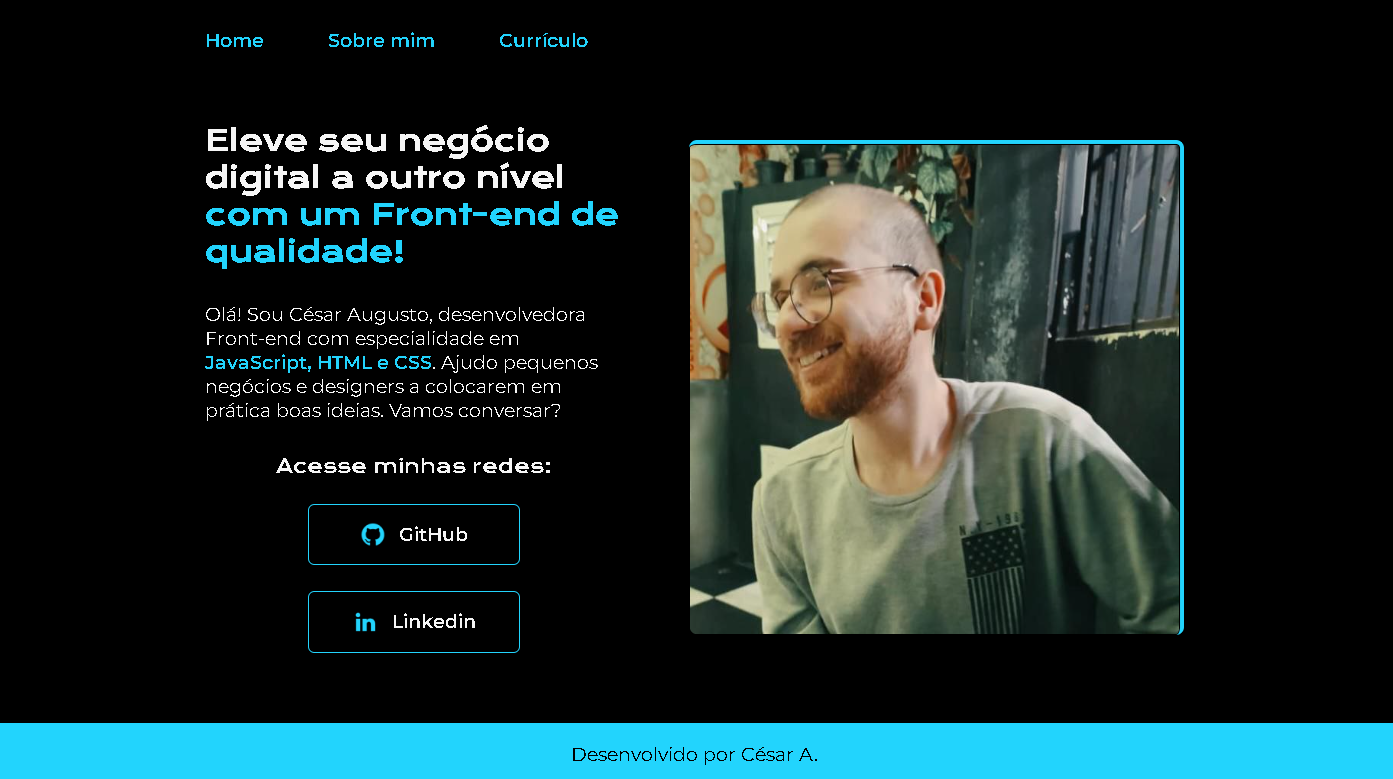 Home Sobre mim Currículo
Eleve seu negócio
digital a outro nível
com um Front-end de
qualidade!
Olá! Sou César Augusto, desenvolvedora
Front-end com especialidade em
JavaScript, HTML e CSS. Ajudo pequenos
negócios e designers a colocarem em
prática boas ideias. Vamos conversar?
Acesse minhas redes:
GitHub
in Linkedin
Desenvolvido por César A.